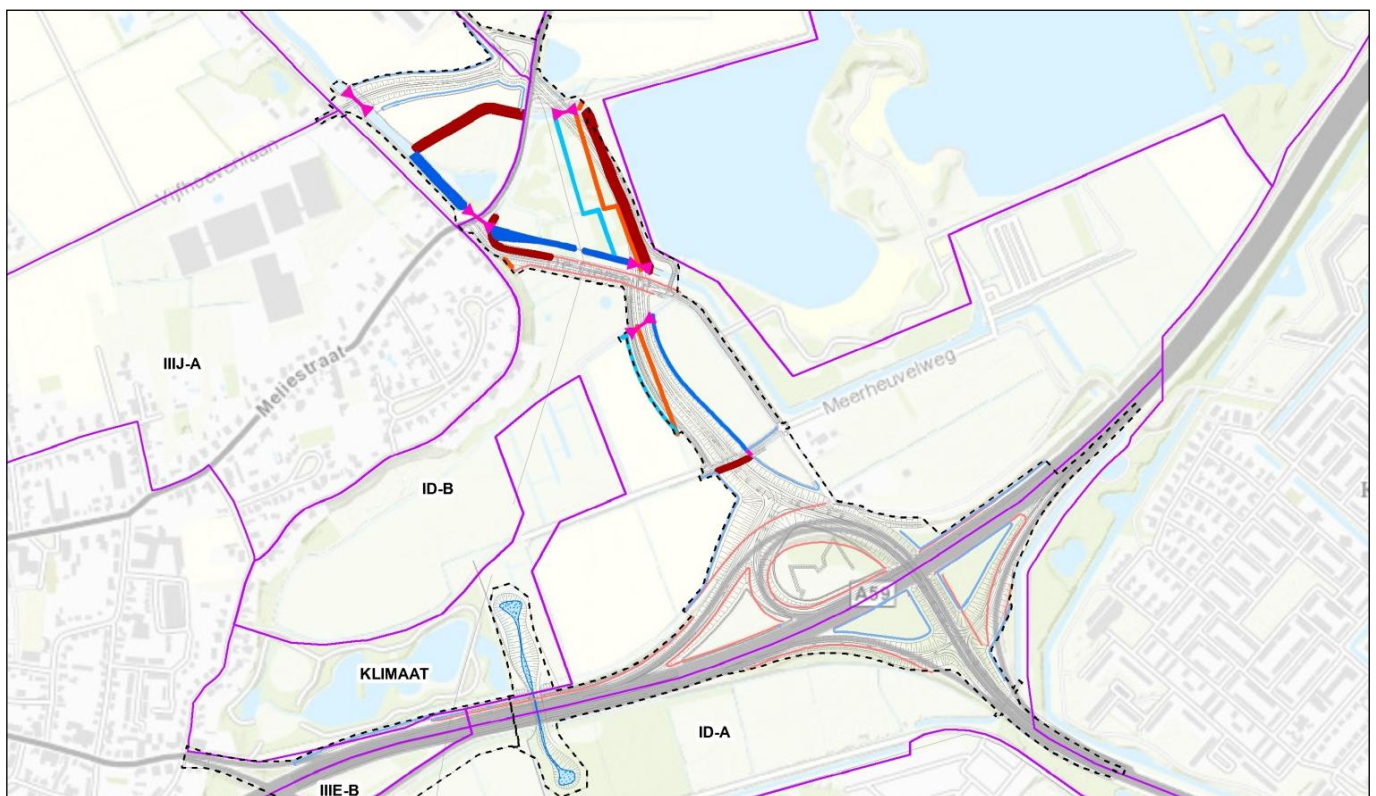 Vijfhoevenlaan
IIIJ-A
Meliestraat
Meerheuvelweg
ID-B
A59
KLIMAAT
ID-A
IIIE-B